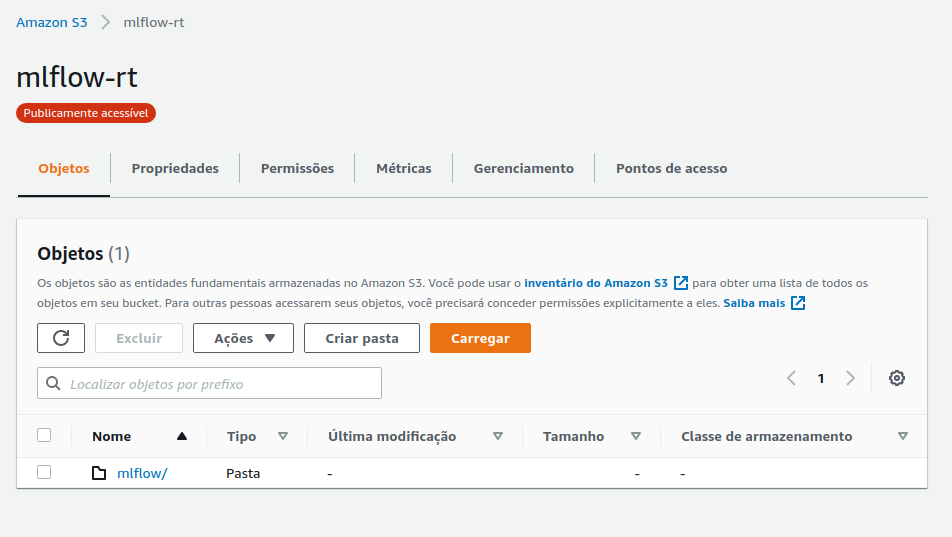 Amazon S3 > mlflow-rt
mlflow-rt
Publicamente acessível
Objetos Propriedades Permissões Métricas Gerenciamento Pontos de acesso
Objetos (1)
Os objetos são as entidades fundamentais armazenadas no Amazon S3. Você pode usar o inventário do Amazon S3 para obter uma lista de todos os
objetos em seu bucket. Para outras pessoas acessarem seus objetos, você precisará conceder permissões explicitamente a eles. Saiba mais
Excluir Ações Criar pasta Carregar
Localizar objetos por prefixo 1
Nome Tipo Última modificação Tamanho Classe de armazenamento
mlflow/ Pasta - - -